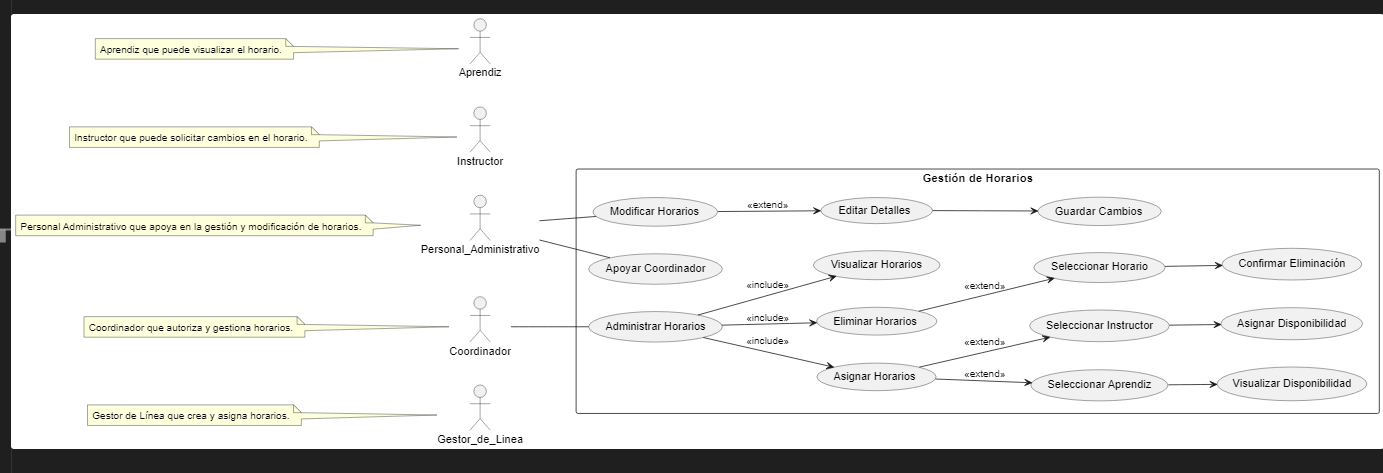 Aprendiz que puede visualizar el horario.
Aprendiz
Instructor que puede solicitar cambios en el horario.
Instructor
Personal Administrativo que apoya en la gestión y modificación de horarios.
Personal_Administrativo
Coordinador que autoriza y gestiona horarios.
Coordinador
Gestor de Línea que crea y asigna horarios.
Gestor_de_Linea
Gestión de Horarios
Modificar Horarios
«extend»
Editar Detalles
Guardar Cambios
Apoyar Coordinador
Administrar Horarios
«include»
Visualizar Horarios
«include»
Eliminar Horarios
«extend»
Seleccionar Horario
Confirmar Eliminación
«include»
Asignar Horarios
«extend»
Seleccionar Instructor
Asignar Disponibilidad
«extend»
Seleccionar Aprendiz
Visualizar Disponibilidad